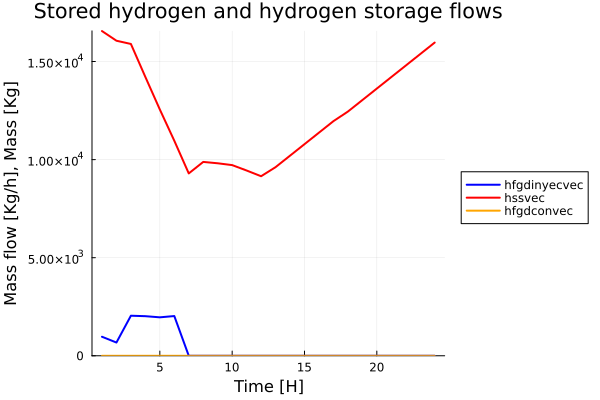 Stored hydrogen and hydrogen storage flows
Mass flow [Kg/h], Mass [Kg]
1.50×10⁴
1.00×10⁴
5.00×10³
0
5 10 15 20
Time [H]
hfgdinyecvec
hssvec
hfgdconvec